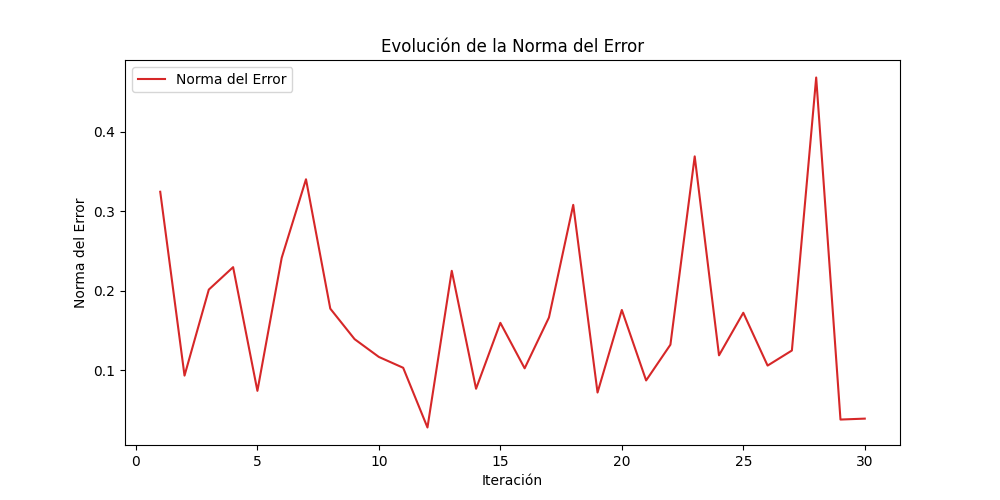 Evolución de la Norma del Error
Norma del Error
0.4
0.3
0.2
0.1
Norma del Error
0 5 10 15 20 25 30
Iteración